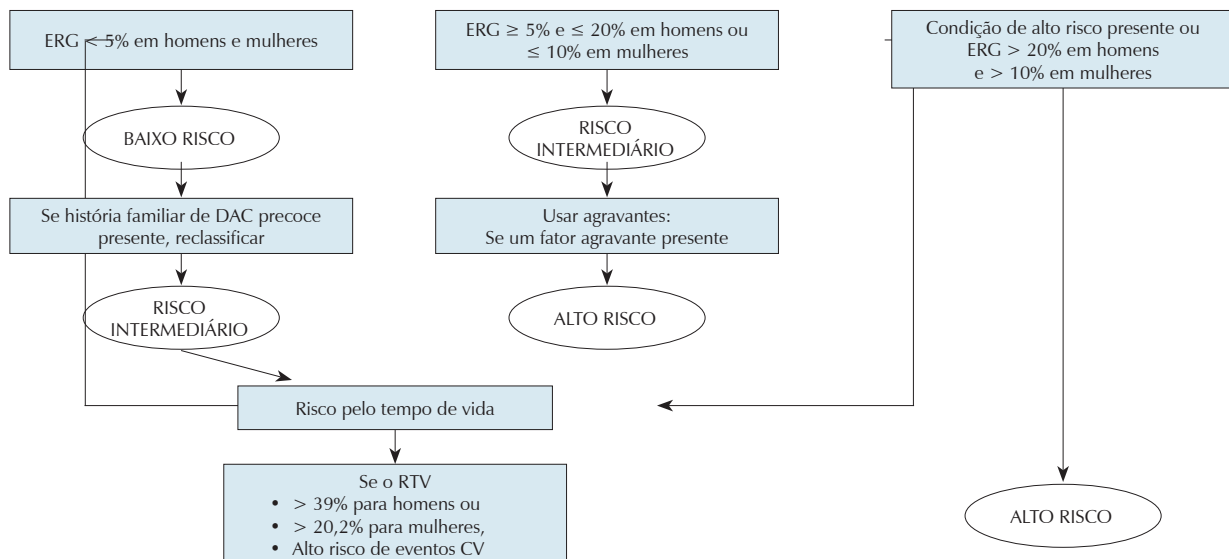 ERG < 5% em homens e mulheres
BAIXO RISCO
Se história familiar de DAC precoce
presente, reclassificar
RISCO
INTERMEDIÁRIO
ERG ≥ 5% e ≤ 20% em homens ou
≤ 10% em mulheres
RISCO
INTERMEDIÁRIO
Usar agravantes:
Se um fator agravante presente
ALTO RISCO
Condição de alto risco presente ou
ERG > 20% em homens
e > 10% em mulheres
ALTO RISCO
Risco pelo tempo de vida
Se o RTV
• > 39% para homens ou
• > 20,2% para mulheres,
• Alto risco de eventos CV